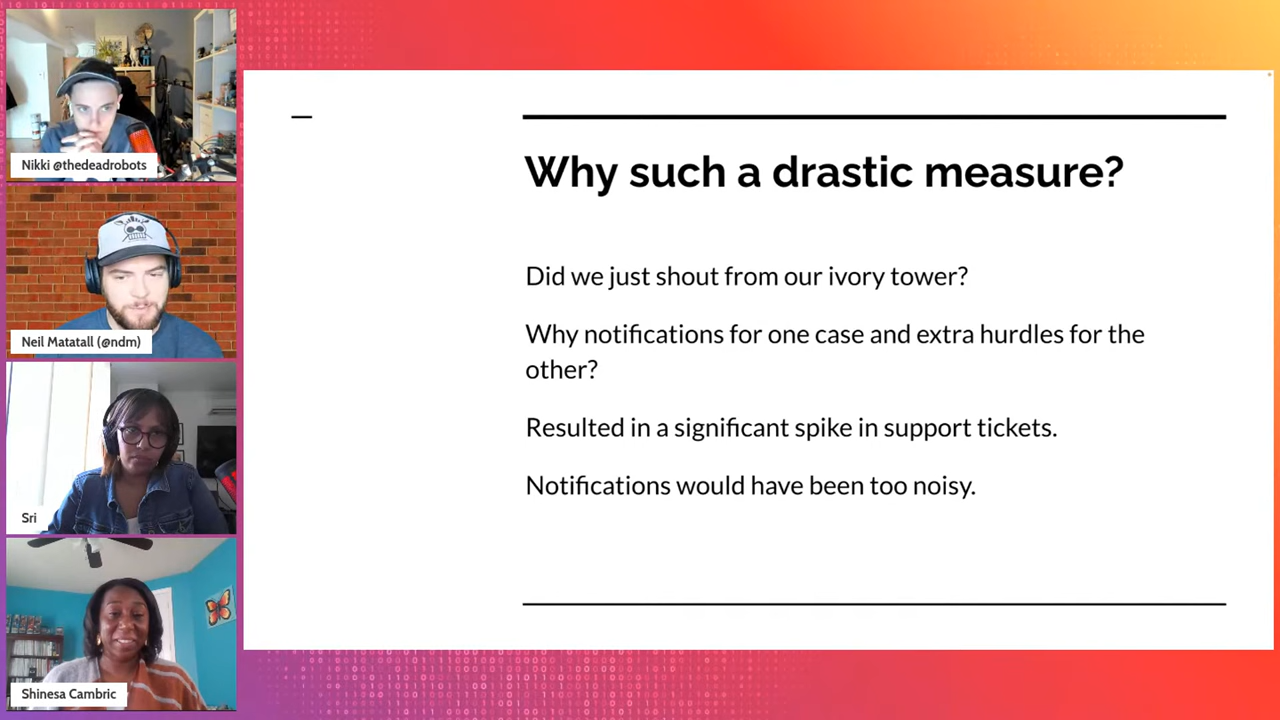 Nikki @thedeadrobots
Neil Matatall (@ndm)
Sri
Shinesa Cambric
Why such a drastic measure?
Did we just shout from our ivory tower?
Why notifications for one case and extra hurdles for the
other?
Resulted in a significant spike in support tickets.
Notifications would have been too noisy.